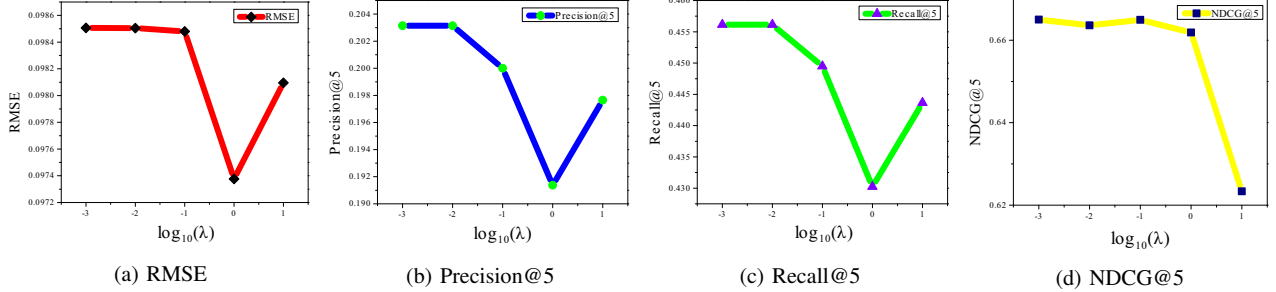 RMSE
0.0986
0.0984
0.0982
0.0980
0.0978
0.0976
0.0974
0.0972
RMSE
-3 -2 -1 0 1
log10(λ)
(a) RMSE
Precision@5
0.206
0.204
0.202
0.200
0.198
0.196
0.194
0.192
0.190
Precision@5
-3 -2 -1 0 1
log10(λ)
(b) Precision@5
Recall@5
0.460
0.455
0.450
0.445
0.440
0.435
0.430
Recall@5
-3 -2 -1 0 1
log10(λ)
(c) Recall@5
NDCG@5
0.66
0.64
0.62
NDCG@5
-3 -2 -1 0 1
log10(λ)
(d) NDCG@5